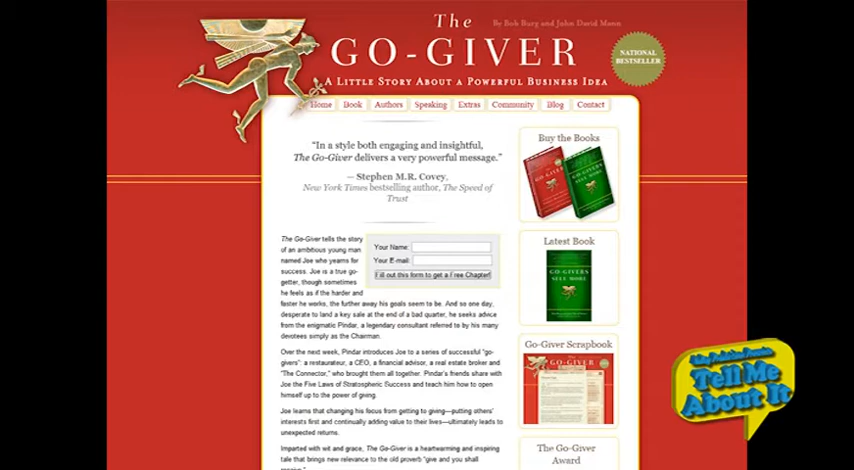 The
By Bob Burg and John David Mann
GO-GIVER
A Little Story About a Powerful Business Idea
NATIONAL
BESTSELLER
Home Book Authors Speaking Extras Community Blog Contact
“In a style both engaging and insightful,
The Go-Giver delivers a very powerful message.”
— Stephen M.R. Covey,
New York Times bestselling author, The Speed of
Trust
The Go-Giver tells the story
of an ambitious young man
named Joe who yearns for
success. Joe is a true go-
getter, though sometimes
he feels as if the harder and
faster he works, the further away his goals seem to be. And so one day,
desperate to land a key sale at the end of a bad quarter, he seeks advice
from the enigmatic Pindar, a legendary consultant referred to by his many
devotees simply as the Chairman.
Your Name:
Your E-mail:
Fill out this form to get a Free Chapter!
Over the next week, Pindar introduces Joe to a series of successful “go-
givers”: a restaurateur, a CEO, a financial advisor, a real estate broker and
“The Connector,” who brought them all together. Pindar's friends share with
Joe the Five Laws of Stratospheric Success and teach him how to open
himself up to the power of giving.
Joe learns that changing his focus from getting to giving—putting others'
interests first and continually adding value to their lives—ultimately leads to
unexpected returns.
Imparted with wit and grace, The Go-Giver is a heartwarming and inspiring
tale that brings new relevance to the old proverb “give and you shall
Buy the Books
GO-GIVER
Latest Book
GO-GIVERS
SELL MORE
Go-Giver Scrapbook
GO-GIVER
The Go-Giver
Award
Tell Me
About It